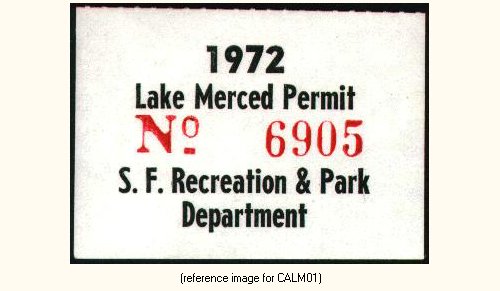 1972
Lake Merced Permit
Nº 6905
S. F. Recreation & Park
Department
(reference image for CALM01)